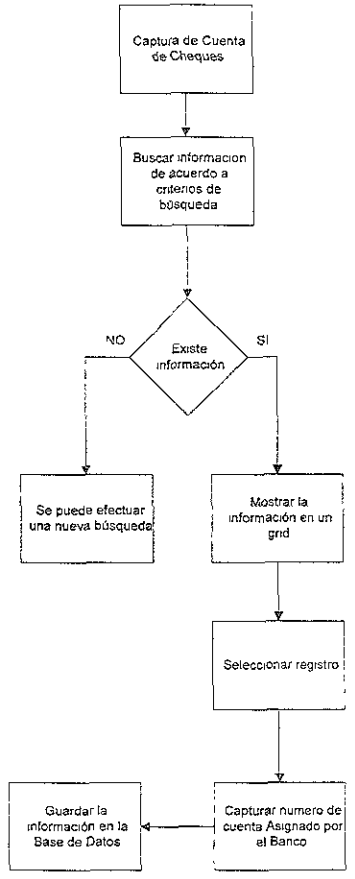 Captura de Cuenta
de Cheques
Buscar informacion
de acuerdo a
criterios de
búsqueda
Existe
información
NO
SI
Se puede efectuar
una nueva búsqueda
Mostrar la
información en un
grid
Seleccionar registro
Capturar numero de
cuenta Asignado por
el Banco
Guardar la
información en la
Base de Datos